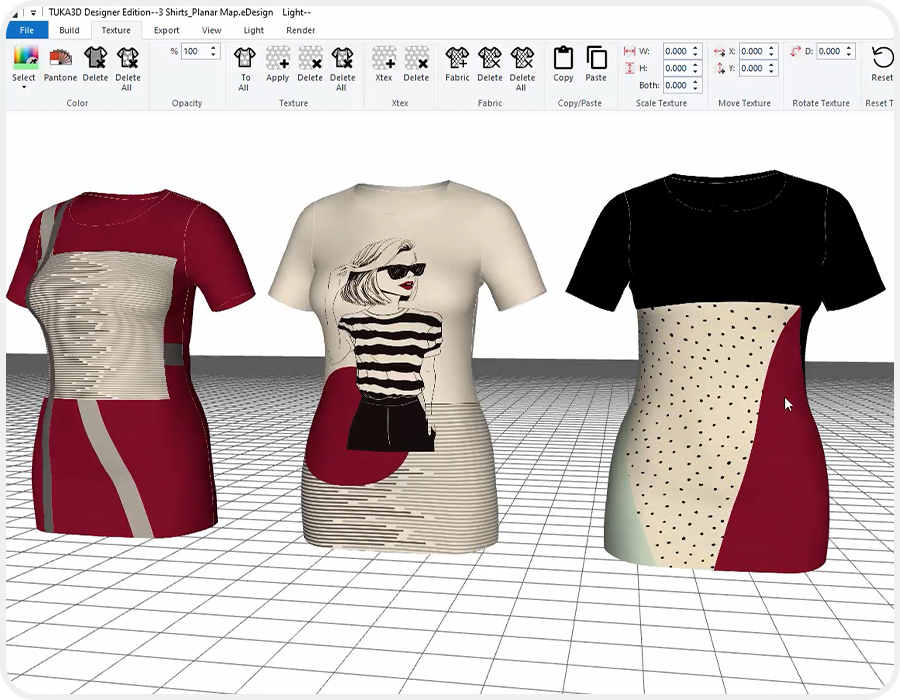 TUKA3D Designer Edition--3 Shirts_Planar Map.eDesign Light--
File Build Texture Export View Light Render
% 100 W: 0.000 X: 0.000 D: 0.000
H: 0.000 Y: 0.000
Select Pantone Delete Delete All To All Apply Delete Delete All Xtex Delete Fabric Delete Delete All Copy Paste Reset
Both: 0.000
Color Opacity Texture Xtex Fabric Copy/Paste Scale Texture Move Texture Rotate Texture Reset T